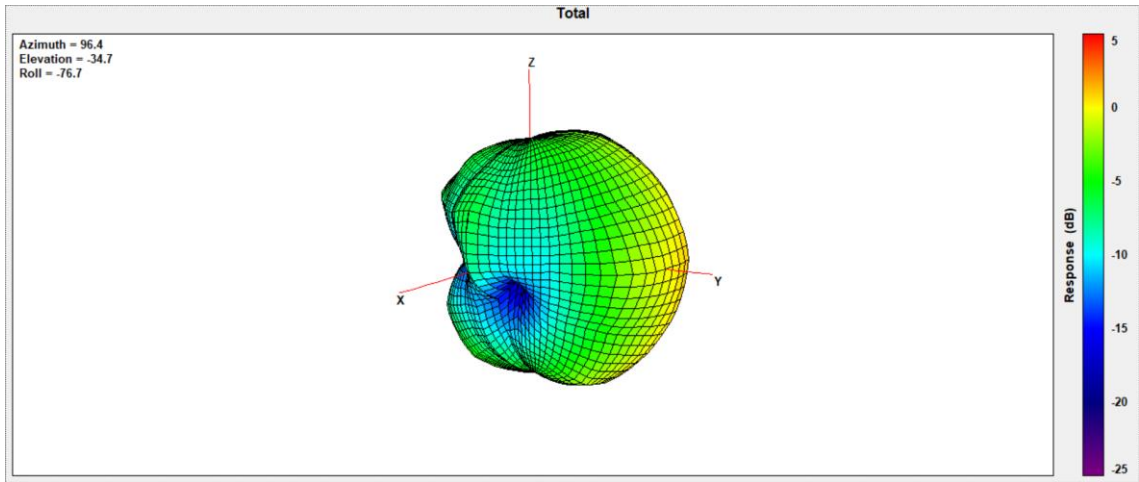 Total
Azimuth = 96.4
Elevation = -34.7
Roll = -76.7
Z
X
Y
5
0
-5
-10
-15
-20
-25
Response (dB)